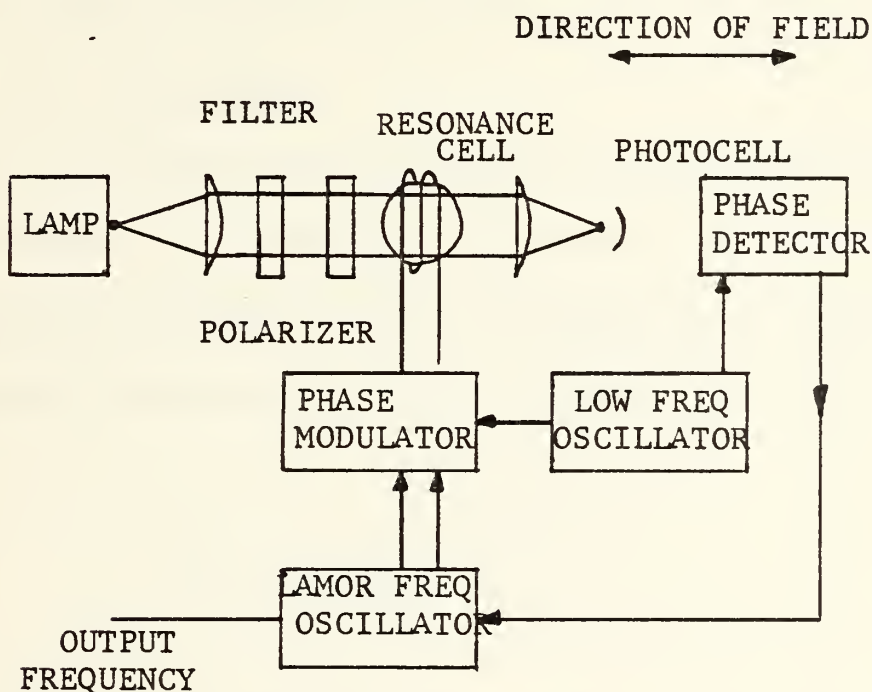 DIRECTION OF FIELD
FILTER
RESONANCE
CELL
PHOTOCELL
LAMP
PHASE
DETECTOR
POLARIZER
PHASE
MODULATOR
LOW FREQ
OSCILLATOR
LAMOR FREQ
OSCILLATOR
OUTPUT
FREQUENCY